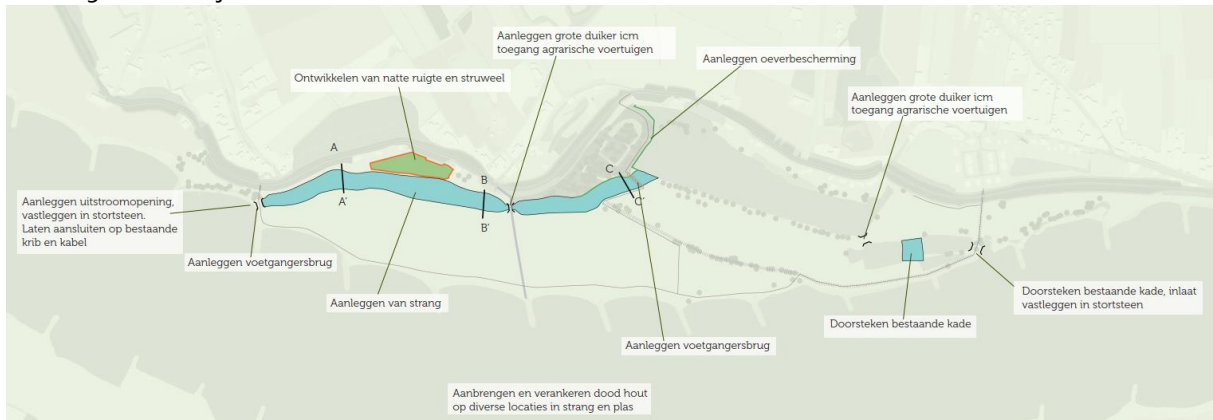 Aanleggen grote duiker icm
toegang agrarische voertuigen
Aanleggen oeverbescherming
Ontwikkelen van natte ruigte en struweel
Aanleggen grote duiker icm
toegang agrarische voertuigen
A
A'
B
B'
C
C'
Aanleggen uitstroomopening,
vastleggen in stortsteen.
Laten aansluiten op bestaande
krib en kabel
Aanleggen voetgangersbrug
Aanleggen van strang
Doorsteken bestaande kade, inlaat
vastleggen in stortsteen
Doorsteken bestaande kade
Aanleggen voetgangersbrug
Aanbrengen en verankeren dood hout
op diverse locaties in strang en plas